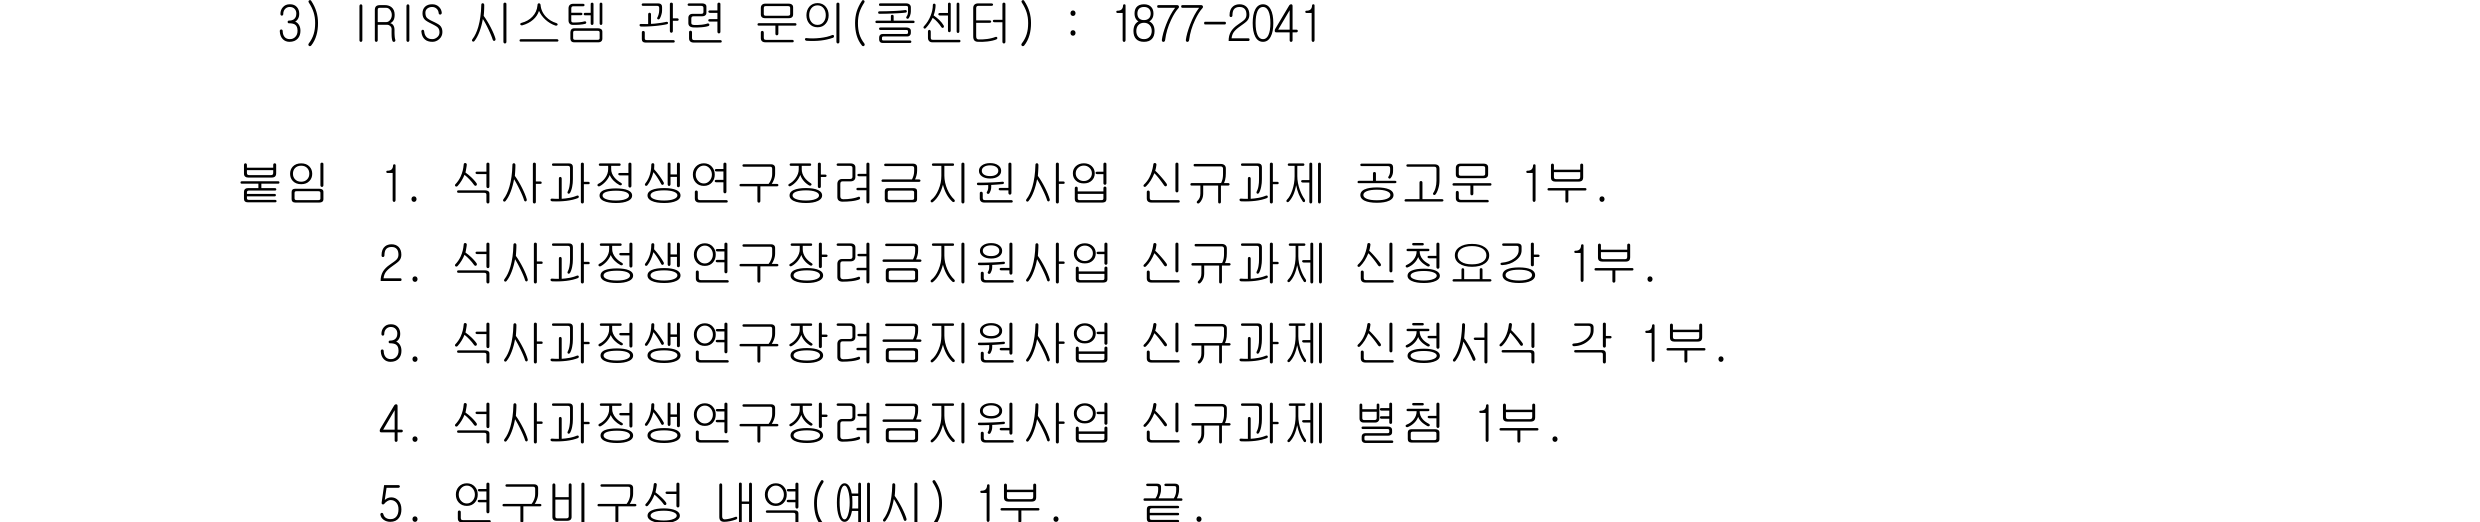 3) IRIS 시스템 관련 문의(콜센터) : 1877-2041
붙임 1. 석사과정생연구장려금지원사업 신규과제 공고문 1부.
2. 석사과정생연구장려금지원사업 신규과제 신청요강 1부.
3. 석사과정생연구장려금지원사업 신규과제 신청서식 각 1부.
4. 석사과정생연구장려금지원사업 신규과제 별첨 1부.
5. 연구비구성 내역(예시) 1부. 끝.